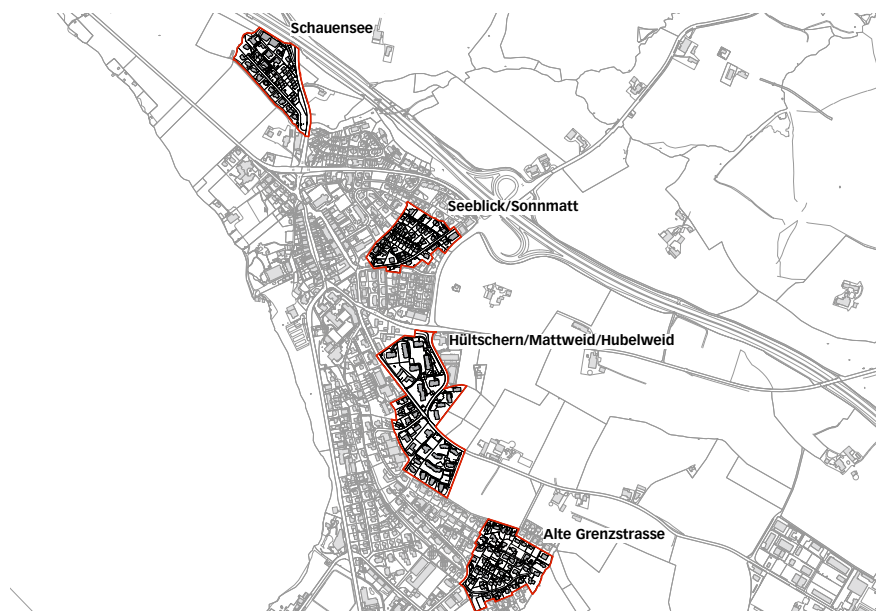 Schauensee
Seeblick/Sonnmatt
Hültschern/Mattweid/Hubelweid
Alte Grenzstrasse